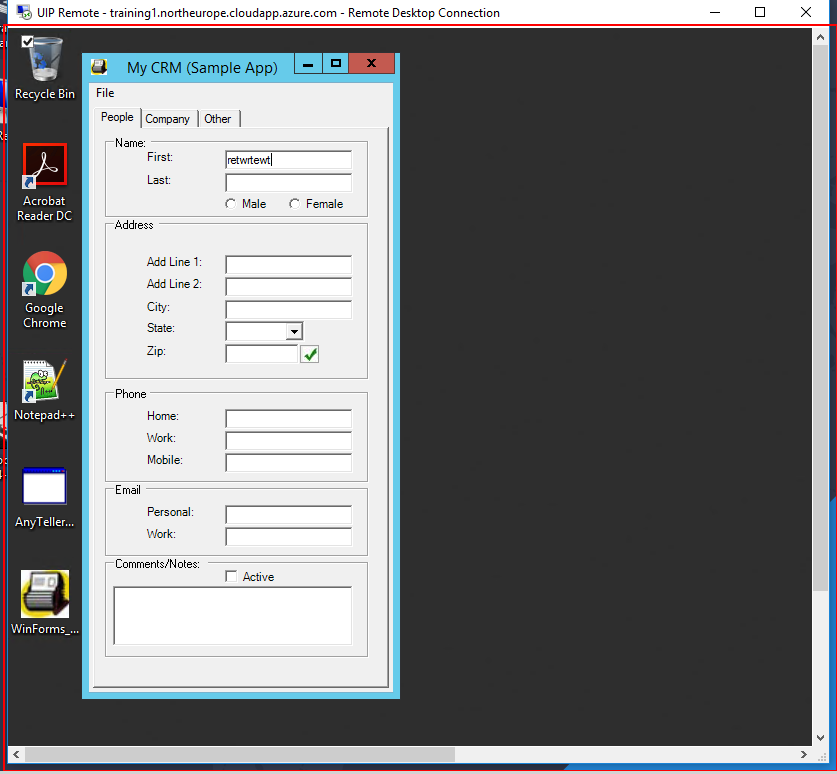 UIP Remote - training1.northeurope.cloudapp.azure.com - Remote Desktop Connection
Recycle Bin
Acrobat
Reader DC
Google
Chrome
Notepad++
AnyTeller...
WinForms_...
My CRM (Sample App)
File
People Company Other
Name:
First: retwrtewt
Last:
Male Female
Address
Add Line 1:
Add Line 2:
City:
State:
Zip:
Phone
Home:
Work:
Mobile:
Email
Personal:
Work:
Comments/Notes:
Active